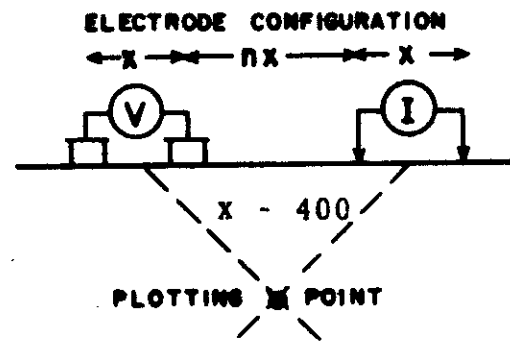 ELECTRODE CONFIGURATION
x nx x
V I
x - 400
PLOTTING POINT